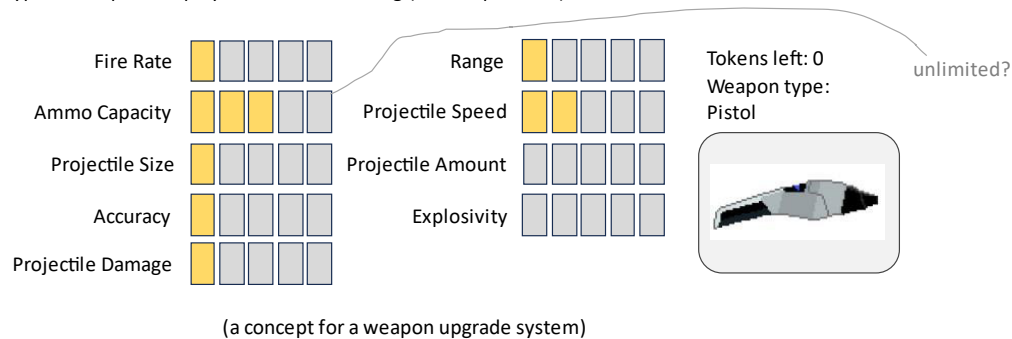 Fire Rate
Ammo Capacity
Projectile Size
Accuracy
Projectile Damage
Range
Projectile Speed
Projectile Amount
Explosivity
Tokens left: 0
Weapon type:
Pistol
unlimited?
(a concept for a weapon upgrade system)